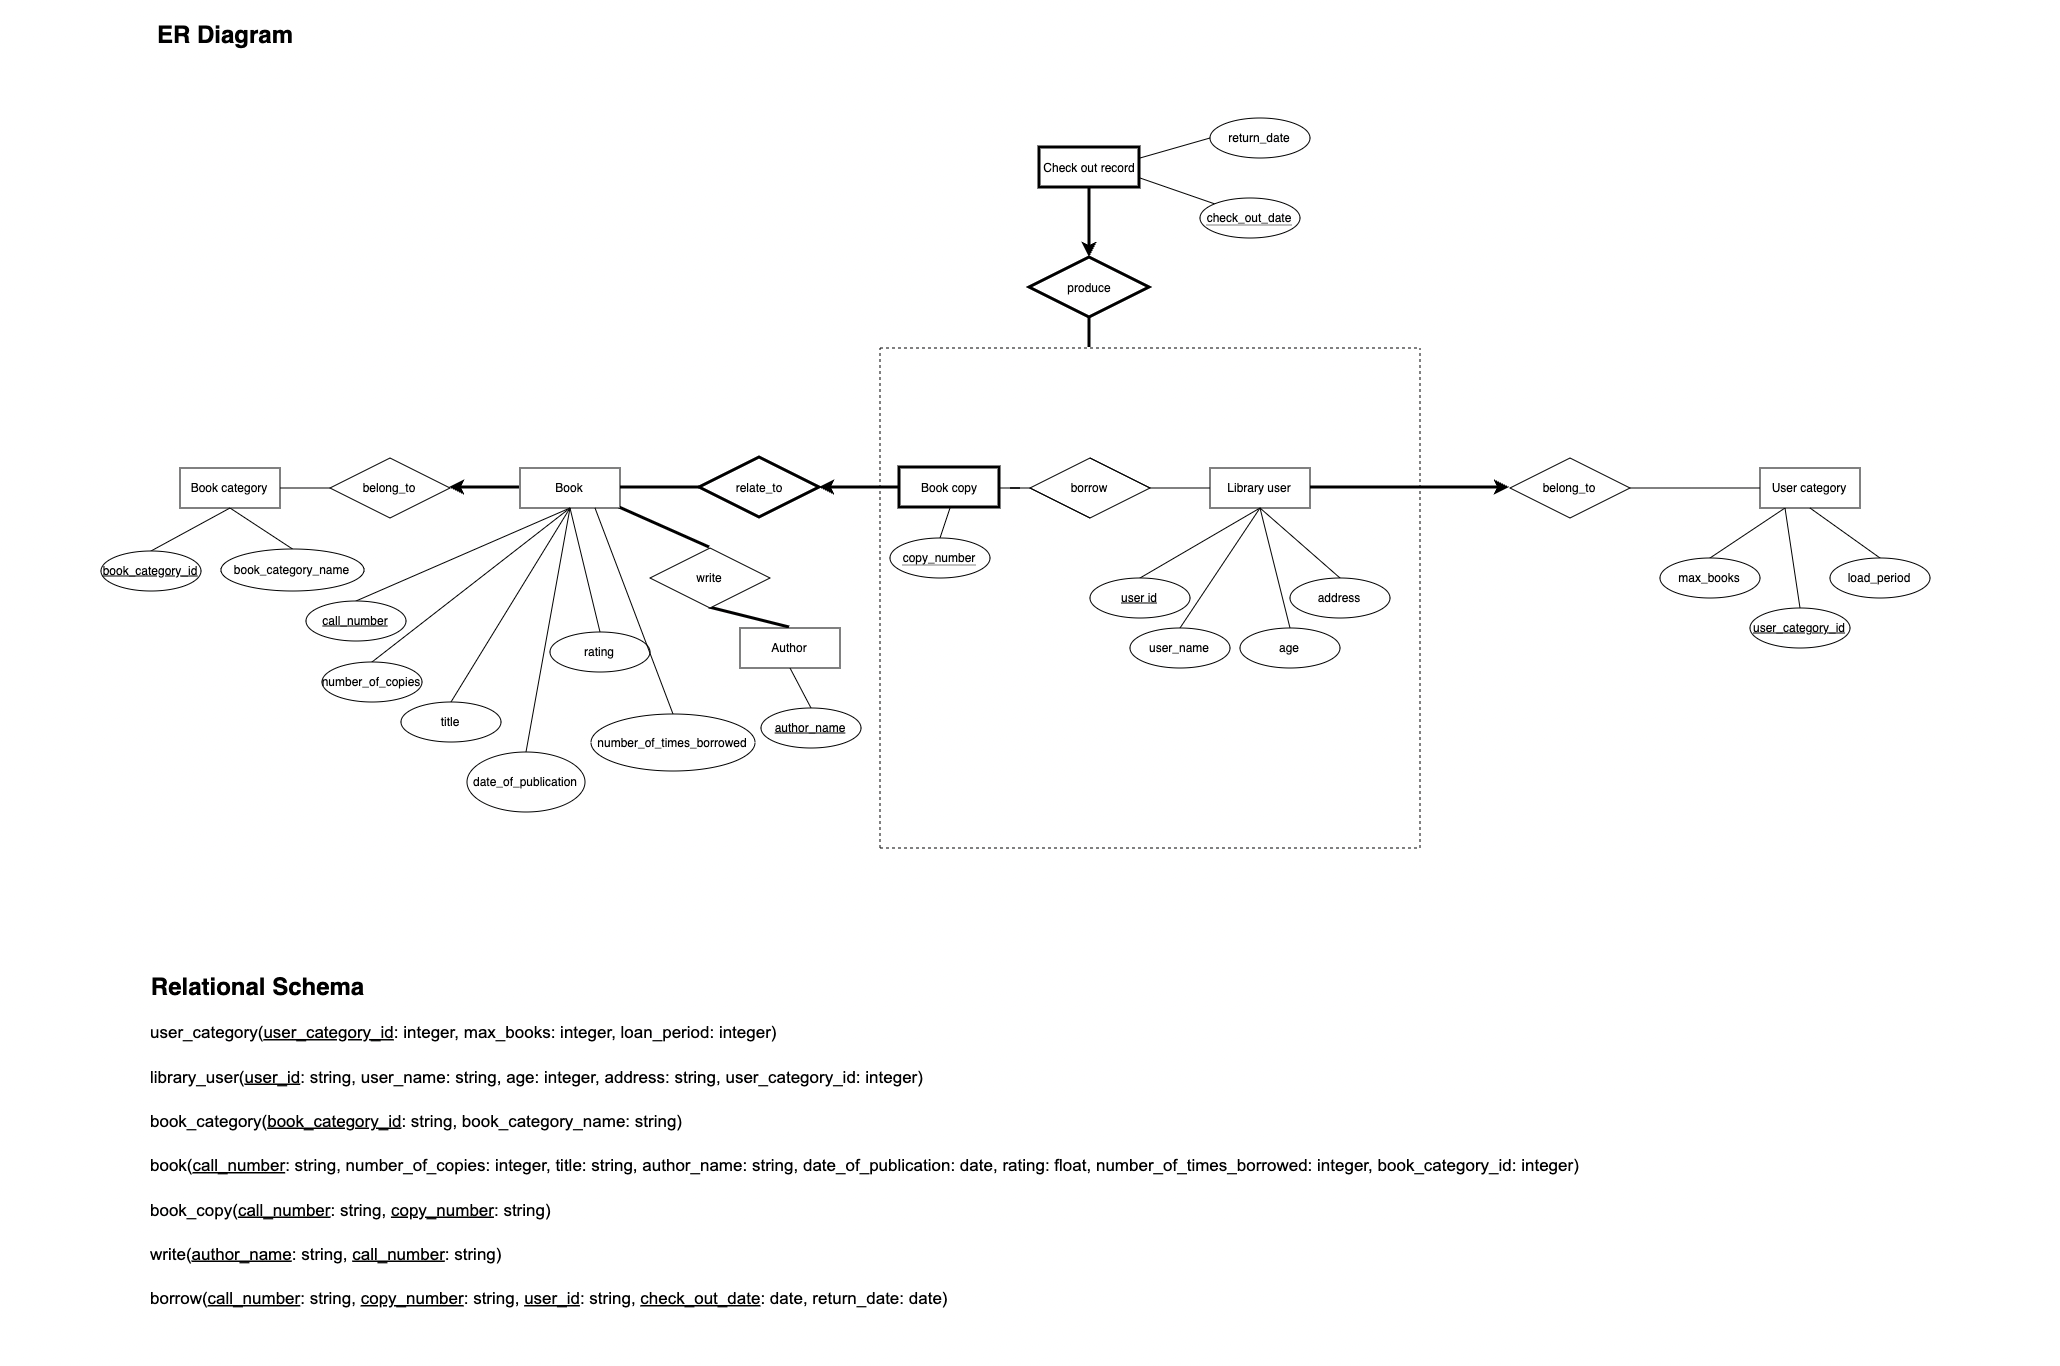 ER Diagram
return_date
Check out record
check_out_date
produce
Book category
belong_to
Book
relate_to
Book copy
borrow
Library user
belong_to
User category
copy_number
book_category_id
book_category_name
write
max_books
load_period
user id
address
call_number
user_category_id
rating
Author
user_name
age
number_of_copies
title
author_name
number_of_times_borrowed
date_of_publication
Relational Schema
user_category(user_category_id: integer, max_books: integer, loan_period: integer)
library_user(user_id: string, user_name: string, age: integer, address: string, user_category_id: integer)
book_category(book_category_id: string, book_category_name: string)
book(call_number: string, number_of_copies: integer, title: string, author_name: string, date_of_publication: date, rating: float, number_of_times_borrowed: integer, book_category_id: integer)
book_copy(call_number: string, copy_number: string)
write(author_name: string, call_number: string)
borrow(call_number: string, copy_number: string, user_id: string, check_out_date: date, return_date: date)